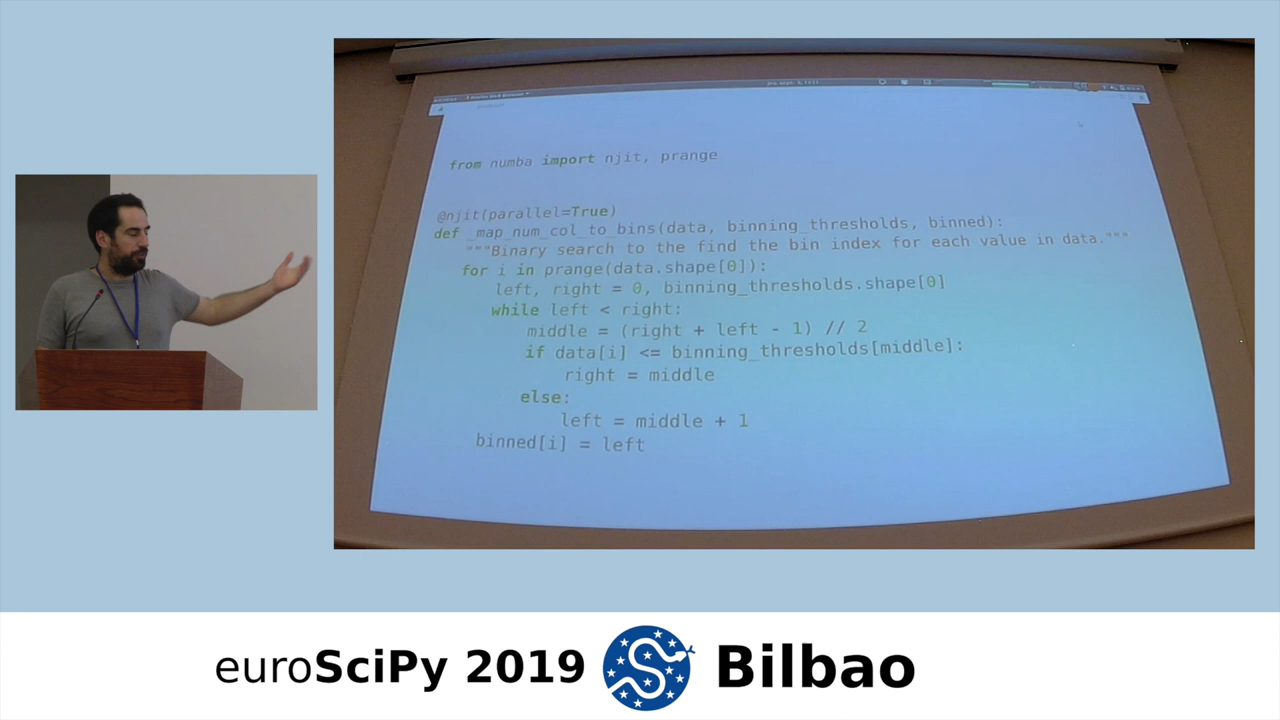 from numba import njit, prange
@njit(parallel=True)
def _map_num_col_to_bins(data, binning_thresholds, binned):
"""Binary search to the find the bin index for each value in data."""
for i in prange(data.shape[0]):
left, right = 0, binning_thresholds.shape[0]
while left < right:
middle = (right + left - 1) // 2
if data[i] <= binning_thresholds[middle]:
right = middle
else:
left = middle + 1
binned[i] = left
euroSciPy 2019 Bilbao